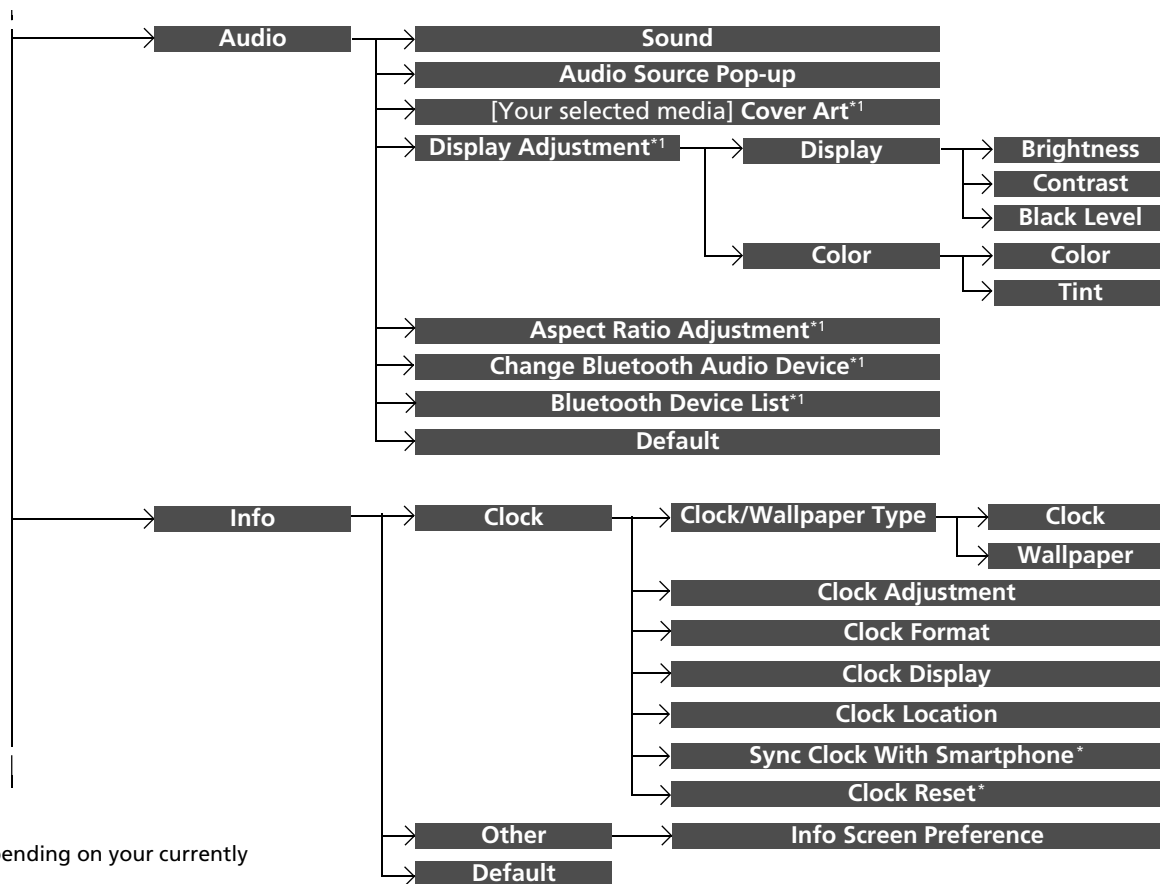 Audio
Sound
Audio Source Pop-up
[Your selected media] Cover Art*1
Display Adjustment*1
Display
Brightness
Contrast
Black Level
Color
Color
Tint
Aspect Ratio Adjustment*1
Change Bluetooth Audio Device*1
Bluetooth Device List*1
Default
Info
Clock
Clock/Wallpaper Type
Clock
Wallpaper
Clock Adjustment
Clock Format
Clock Display
Clock Location
Sync Clock With Smartphone*
Clock Reset*
Other
Info Screen Preference
Default
on your currently